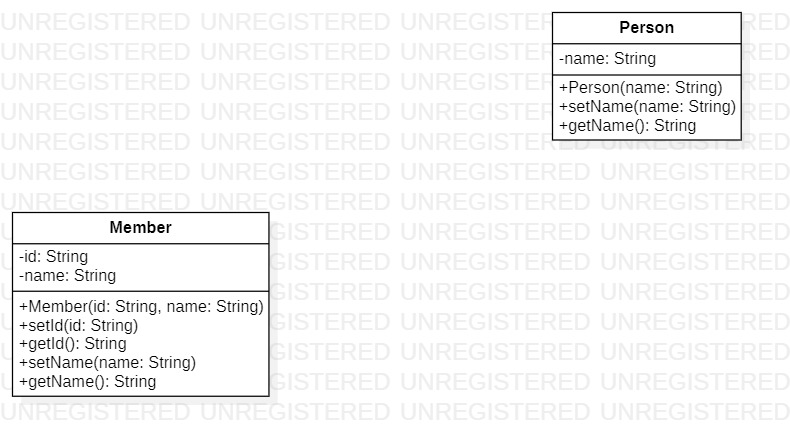 UNREGISTERED UNREGISTERED UNREGISTERED
Person
-name: String
+Person(name: String)
+setName(name: String)
+getName(): String
Member
-id: String
-name: String
+Member(id: String, name: String)
+setId(id: String)
+getId(): String
+setName(name: String)
+getName(): String